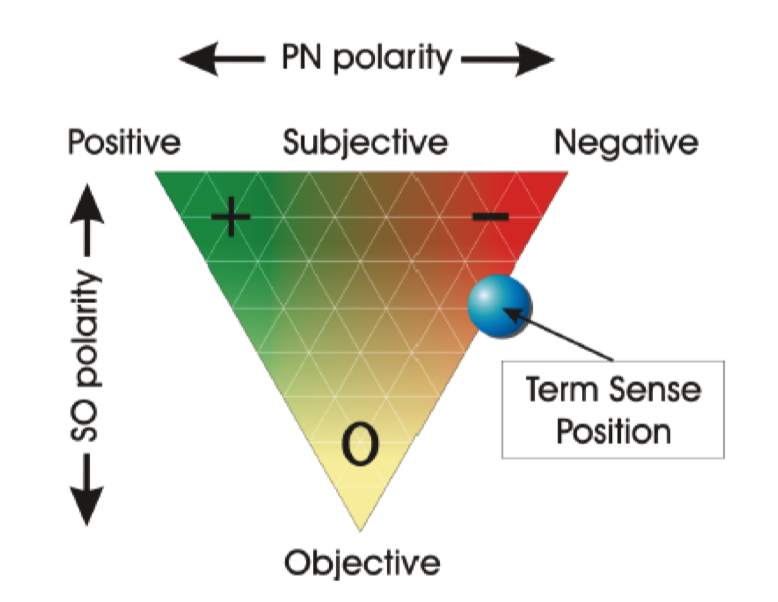 PN polarity
Positive
Subjective
Negative
+
−
SO polarity
Term Sense
Position
O
Objective